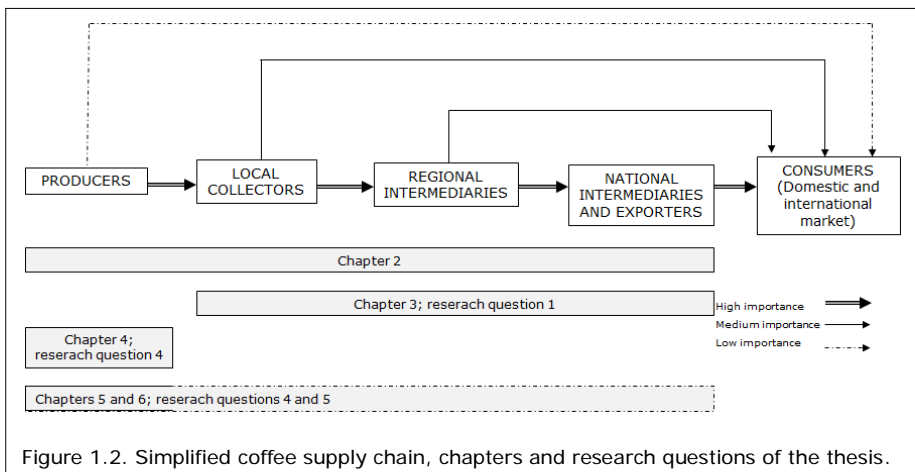 PRODUCERS
LOCAL
COLLECTORS
REGIONAL
INTERMEDIARIES
NATIONAL
INTERMEDIARIES
AND EXPORTERS
CONSUMERS
(Domestic and
international
market)
Chapter 2
Chapter 3; reserach question 1
Chapter 4;
reserach question 4
Chapters 5 and 6; reserach questions 4 and 5
High importance
Medium importance
Low importance
Figure 1.2. Simplified coffee supply chain, chapters and research questions of the thesis.